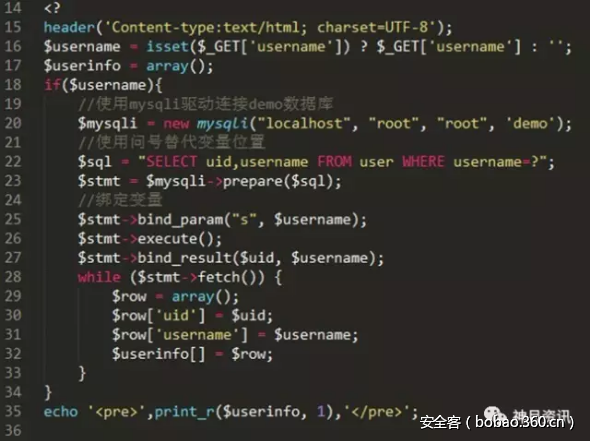 14 <?
15 header('Content-type:text/html; charset=UTF-8');
16 $username = isset($_GET['username']) ? $_GET['username'] : '';
17 $userinfo = array();
18 if($username){
19 //使用mysqli驱动连接demo数据库
20 $mysqli = new mysqli("localhost", "root", "root", 'demo');
21 //使用问号替代变量位置
22 $sql = "SELECT uid,username FROM user WHERE username=?";
23 $stmt = $mysqli->prepare($sql);
24 //绑定变量
25 $stmt->bind_param("s", $username);
26 $stmt->execute();
27 $stmt->bind_result($uid, $username);
28 while ($stmt->fetch()) {
29 $row = array();
30 $row['uid'] = $uid;
31 $row['username'] = $username;
32 $userinfo[] = $row;
33 }
34 }
35 echo '<pre>',print_r($userinfo, 1),'</pre>';
36
神月资讯
安全客（bobao.360.cn）